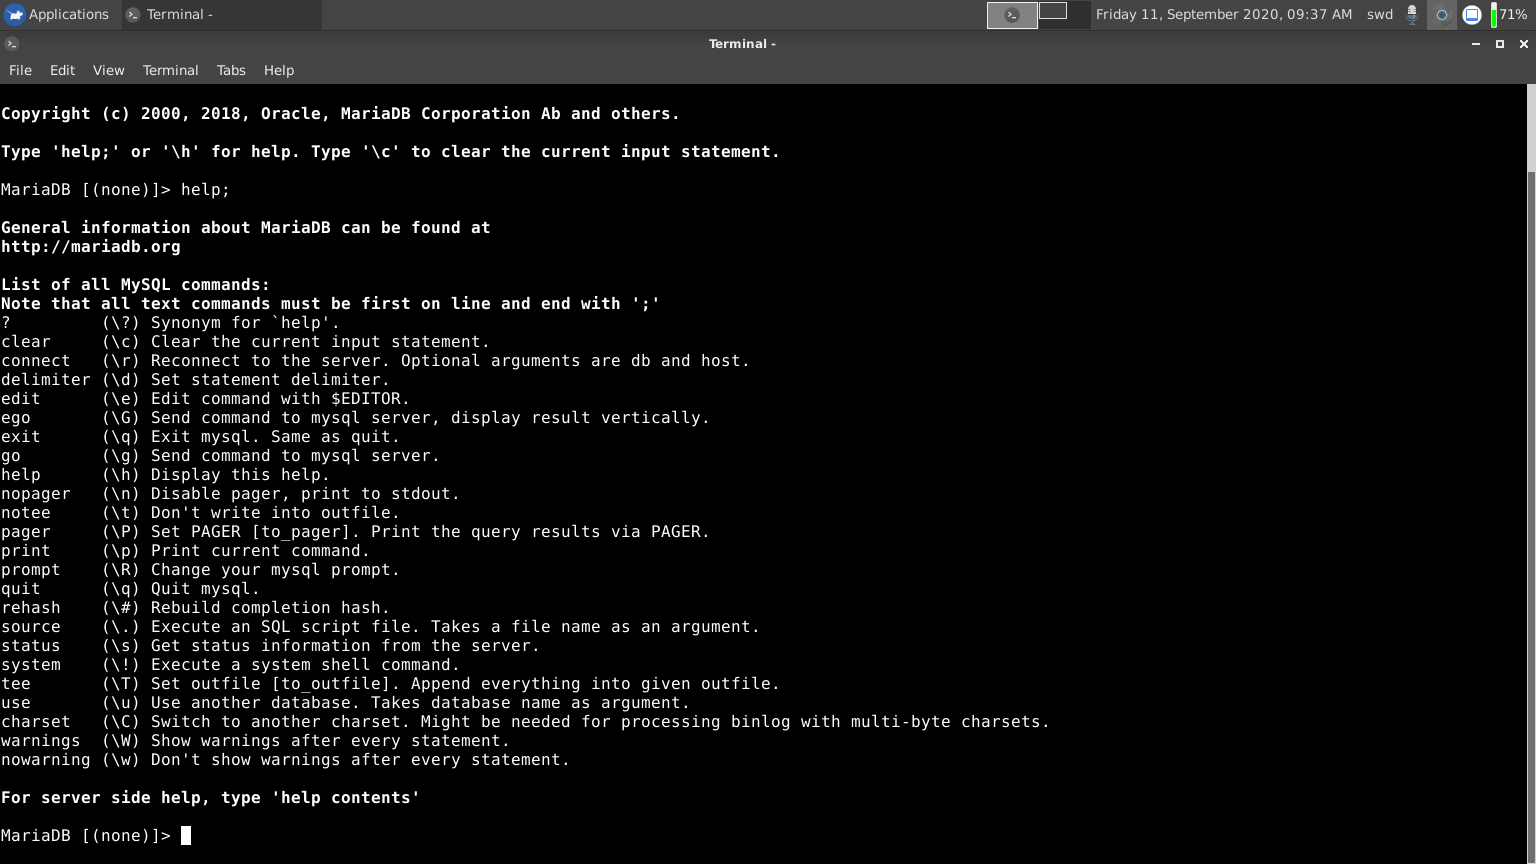 Applications
Terminal -
Friday 11, September 2020, 09:37 AM
swd
71%
Terminal -
File Edit View Terminal Tabs Help
Copyright (c) 2000, 2018, Oracle, MariaDB Corporation Ab and others.
Type 'help;' or '\h' for help. Type '\c' to clear the current input statement.
MariaDB [(none)]> help;
General information about MariaDB can be found at
http://mariadb.org
List of all MySQL commands:
Note that all text commands must be first on line and end with ';'
?         (\?) Synonym for `help'.
clear     (\c) Clear the current input statement.
connect   (\r) Reconnect to the server. Optional arguments are db and host.
delimiter (\d) Set statement delimiter.
edit      (\e) Edit command with $EDITOR.
ego       (\G) Send command to mysql server, display result vertically.
exit      (\q) Exit mysql. Same as quit.
go        (\g) Send command to mysql server.
help      (\h) Display this help.
nopager   (\n) Disable pager, print to stdout.
notee     (\t) Don't write into outfile.
pager     (\P) Set PAGER [to_pager]. Print the query results via PAGER.
print     (\p) Print current command.
prompt    (\R) Change your mysql prompt.
quit      (\q) Quit mysql.
rehash    (\#) Rebuild completion hash.
source    (\.) Execute an SQL script file. Takes a file name as an argument.
status    (\s) Get status information from the server.
system    (\!) Execute a system shell command.
tee       (\T) Set outfile [to_outfile]. Append everything into given outfile.
use       (\u) Use another database. Takes database name as argument.
charset   (\C) Switch to another charset. Might be needed for processing binlog with multi-byte charsets.
warnings  (\W) Show warnings after every statement.
nowarning (\w) Don't show warnings after every statement.
For server side help, type 'help contents'
MariaDB [(none)]>